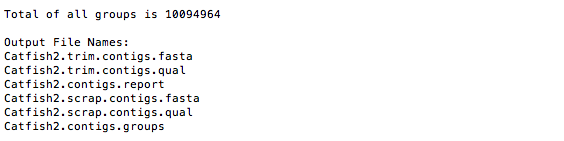 Total of all groups is 10094964
Output File Names:
Catfish2.trim.contigs.fasta
Catfish2.trim.contigs.qual
Catfish2.contigs.report
Catfish2.scrap.contigs.fasta
Catfish2.scrap.contigs.qual
Catfish2.contigs.groups